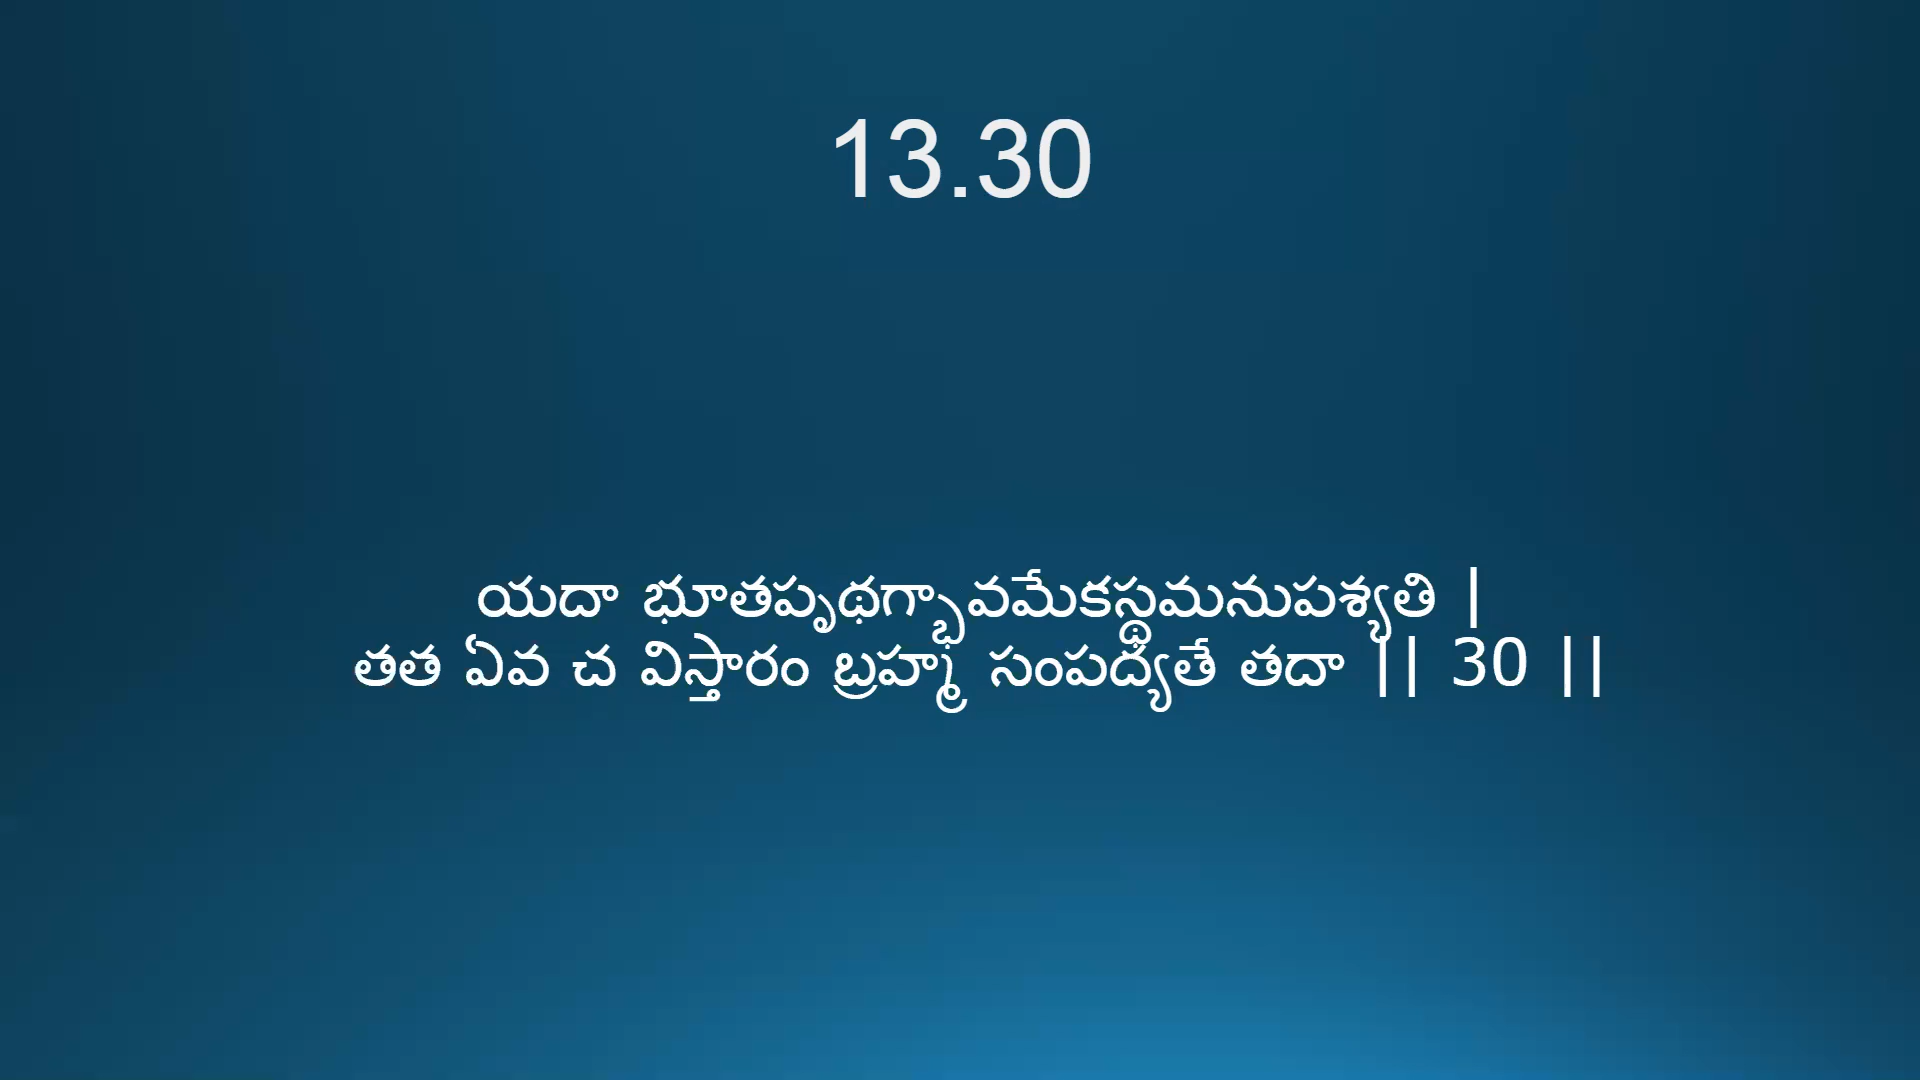 13.30
యదా భూతపృథగ్భావమేకస్థమనుపశ్యతి |
తత ఏవ చ విస్తారం బ్రహ్మ సంపద్యతే తదా || 30 ||